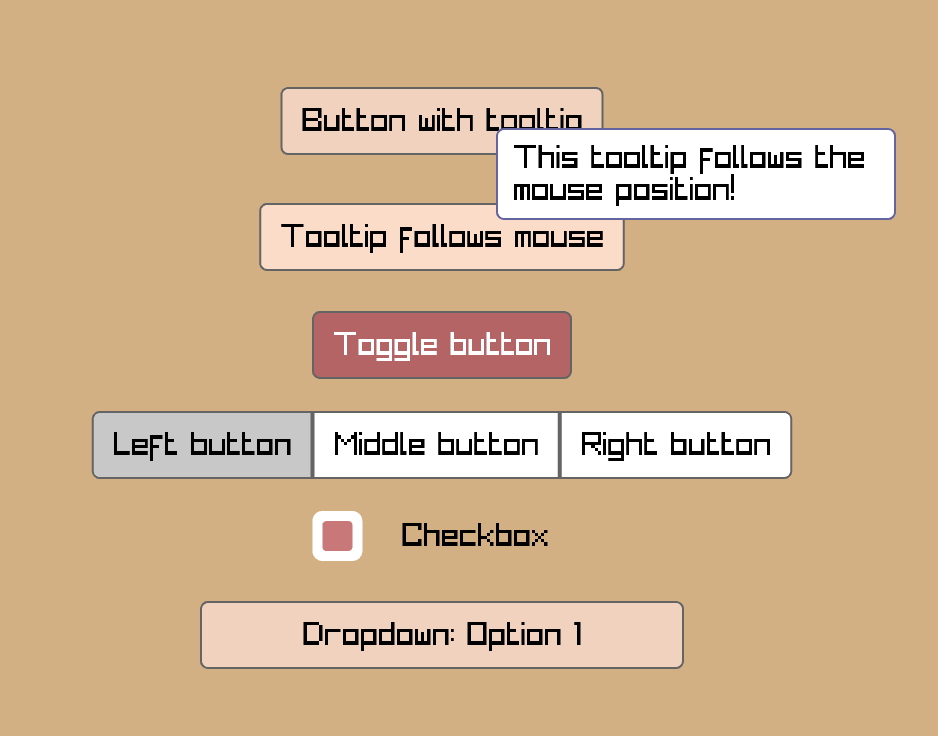 Button with tooltip
This tooltip follows the
mouse position!
Tooltip follows mouse
Toggle button
Left button
Middle button
Right button
Checkbox
Dropdown: Option 1